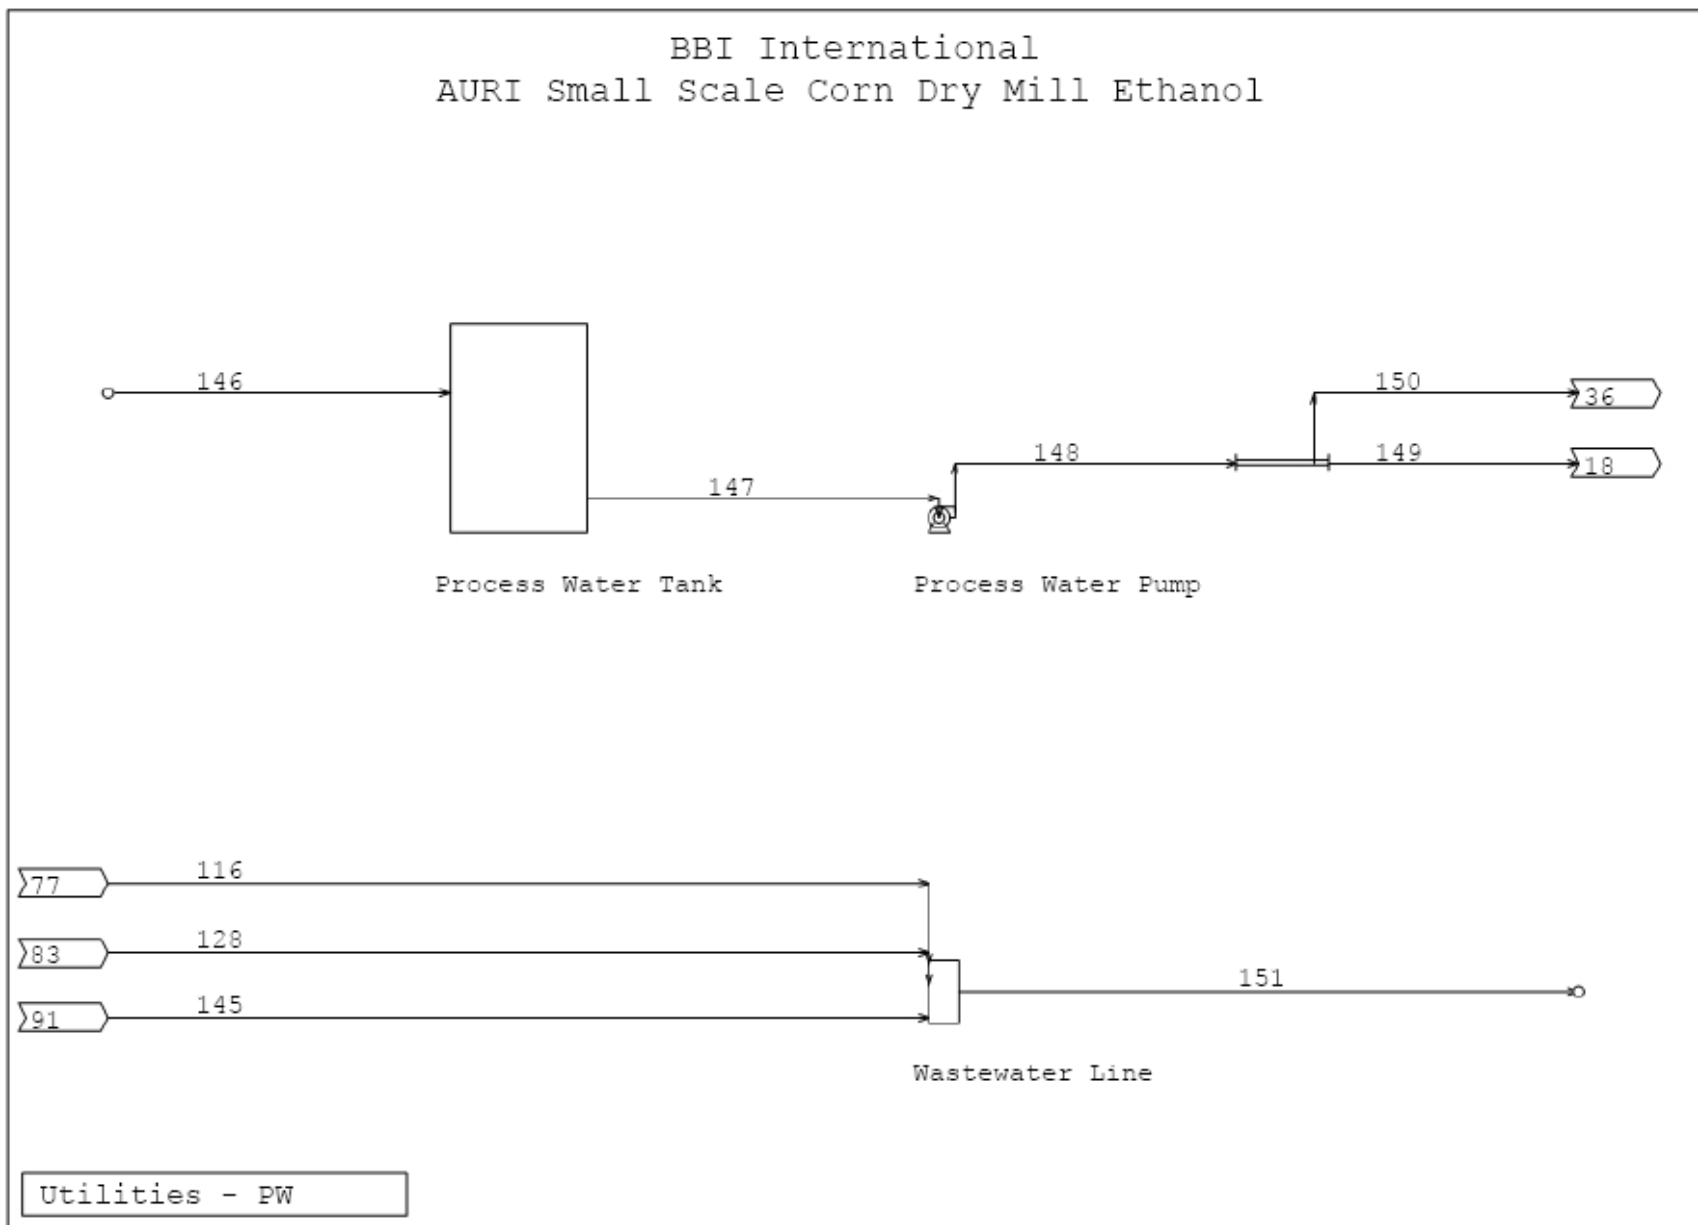 BBI International
AURI Small Scale Corn Dry Mill Ethanol
146
150
36
148
149
18
147
Process Water Tank
Process Water Pump
77
116
83
128
151
91
145
Wastewater Line
Utilities - PW